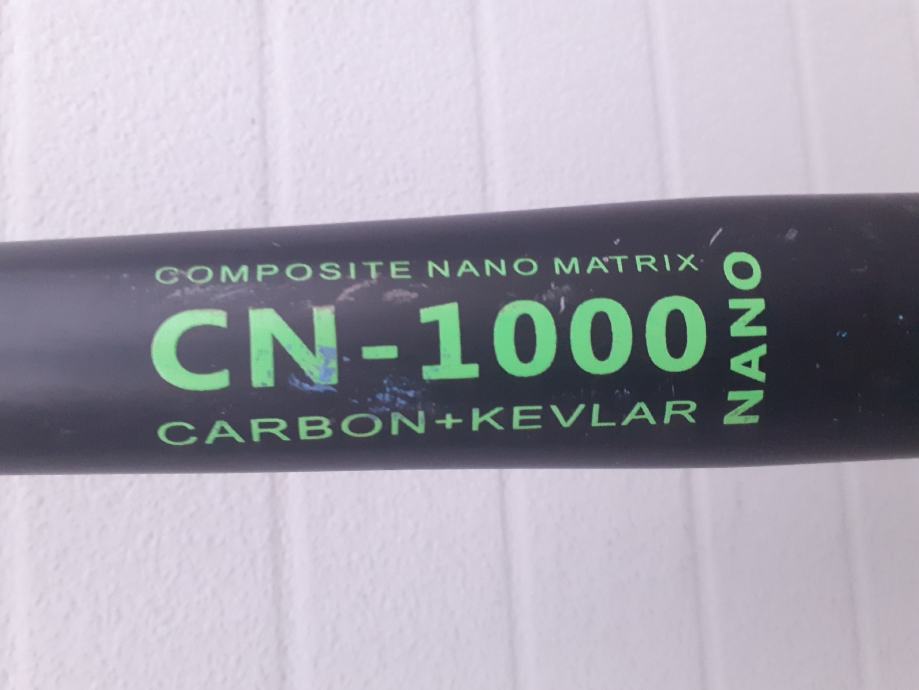 COMPOSITE NANO MATRIX
CN-1000
CARBON+KEVLAR
NANO